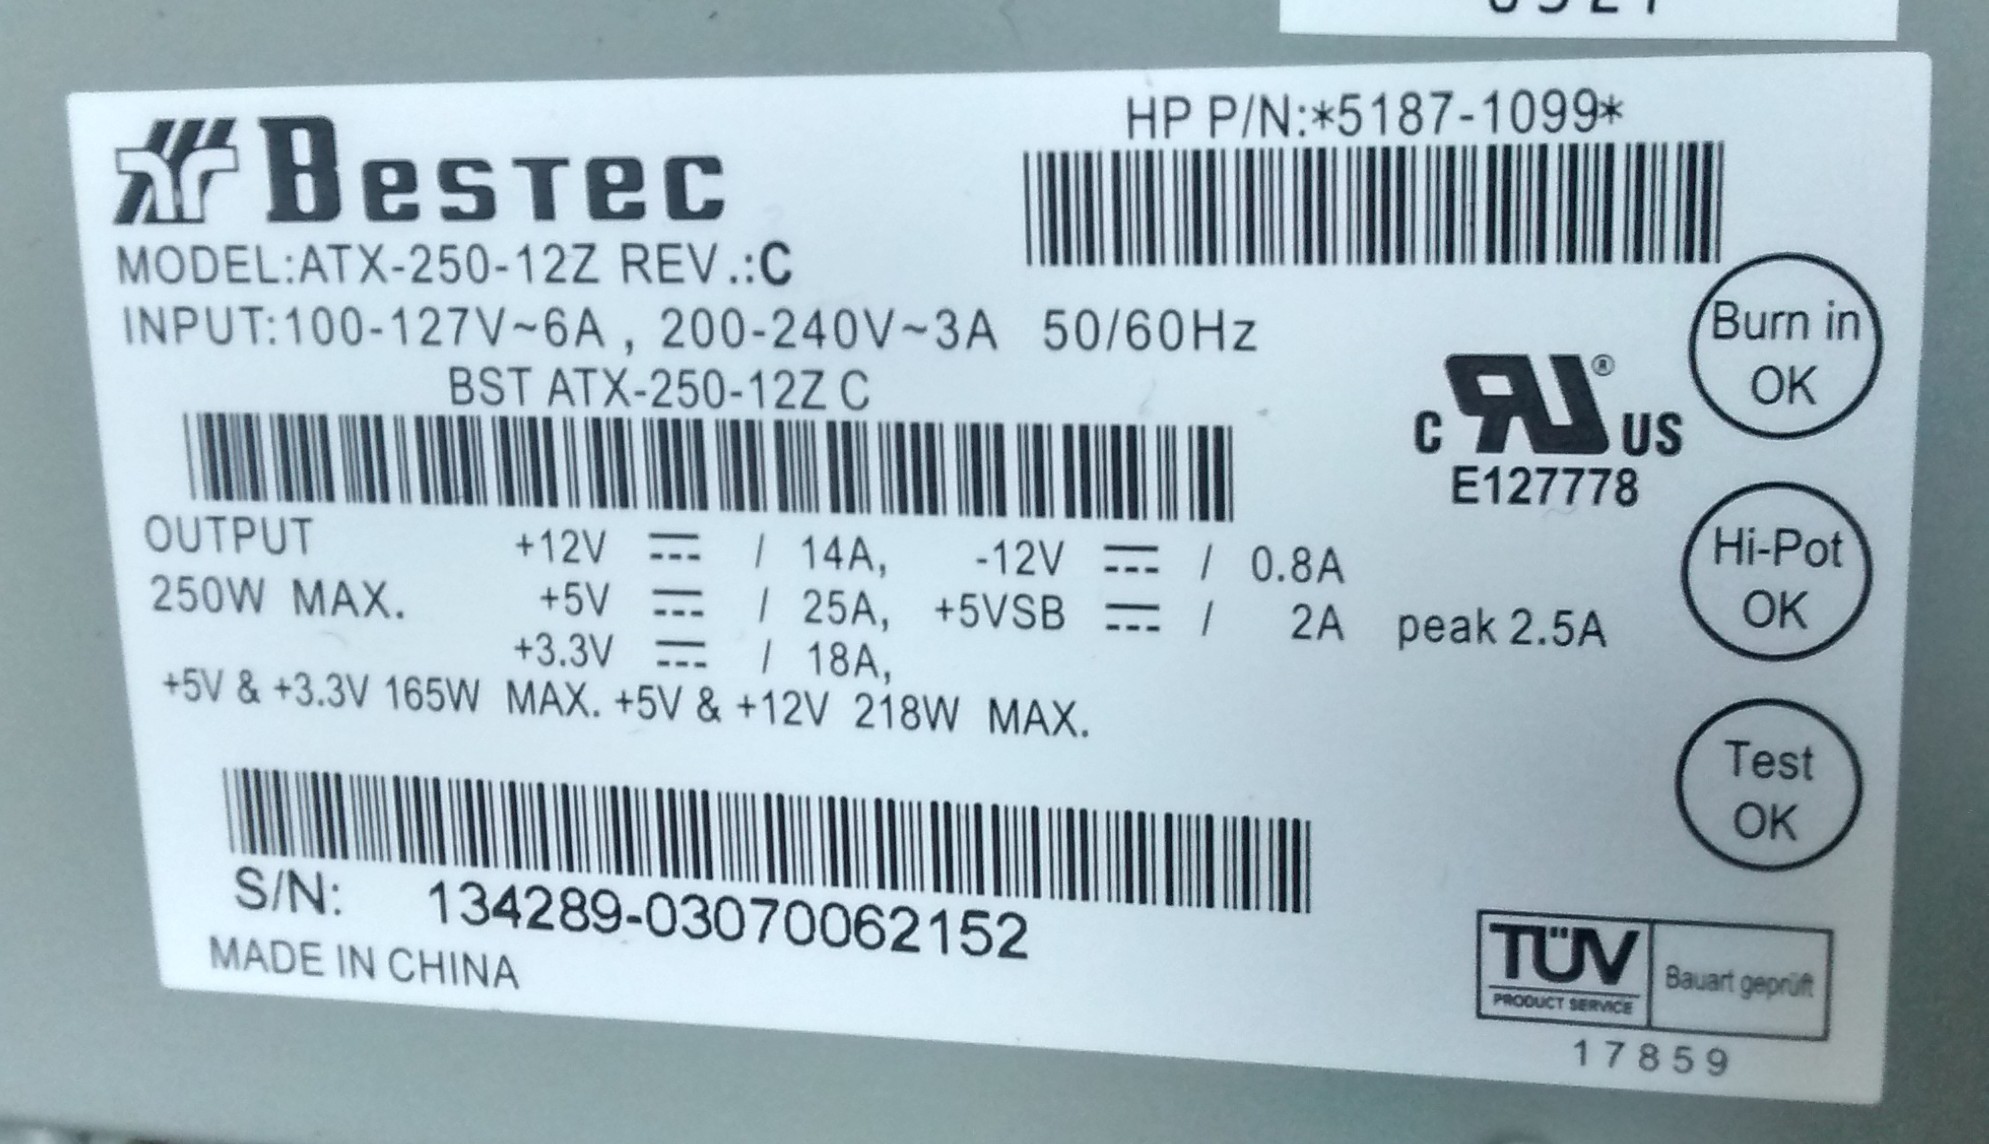 Bestec
HP P/N:*5187-1099*
MODEL:ATX-250-12Z REV.:C
INPUT:100-127V~6A , 200-240V~3A 50/60Hz
BST ATX-250-12Z C
Burn in
OK
C RU® US
E127778
OUTPUT +12V / 14A, -12V / 0.8A
250W MAX. +5V / 25A, +5VSB / 2A peak 2.5A
+3.3V / 18A,
+5V & +3.3V 165W MAX. +5V & +12V 218W MAX.
Hi-Pot
OK
Test
OK
S/N: 134289-03070062152
MADE IN CHINA
TÜV
PRODUCT SERVICE
Bauart geprüft
17859